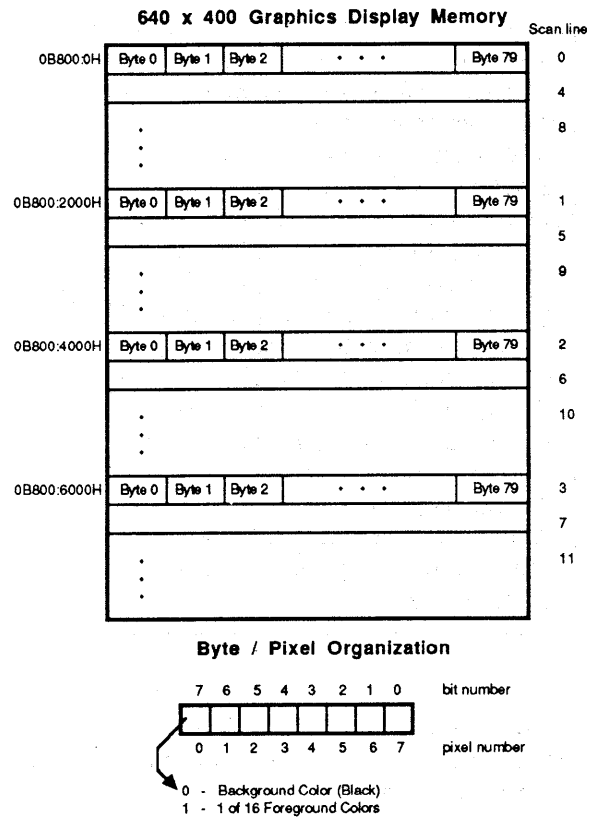 640 x 400 Graphics Display Memory
Scan line
0B800:0H Byte 0 Byte 1 Byte 2 . . . Byte 79 0
4
8
0B800:2000H Byte 0 Byte 1 Byte 2 . . . Byte 79 1
5
9
0B800:4000H Byte 0 Byte 1 Byte 2 . . . Byte 79 2
6
10
0B800:6000H Byte 0 Byte 1 Byte 2 . . . Byte 79 3
7
11
Byte / Pixel Organization
7 6 5 4 3 2 1 0 bit number
0 1 2 3 4 5 6 7 pixel number
0 - Background Color (Black)
1 - 1 of 16 Foreground Colors